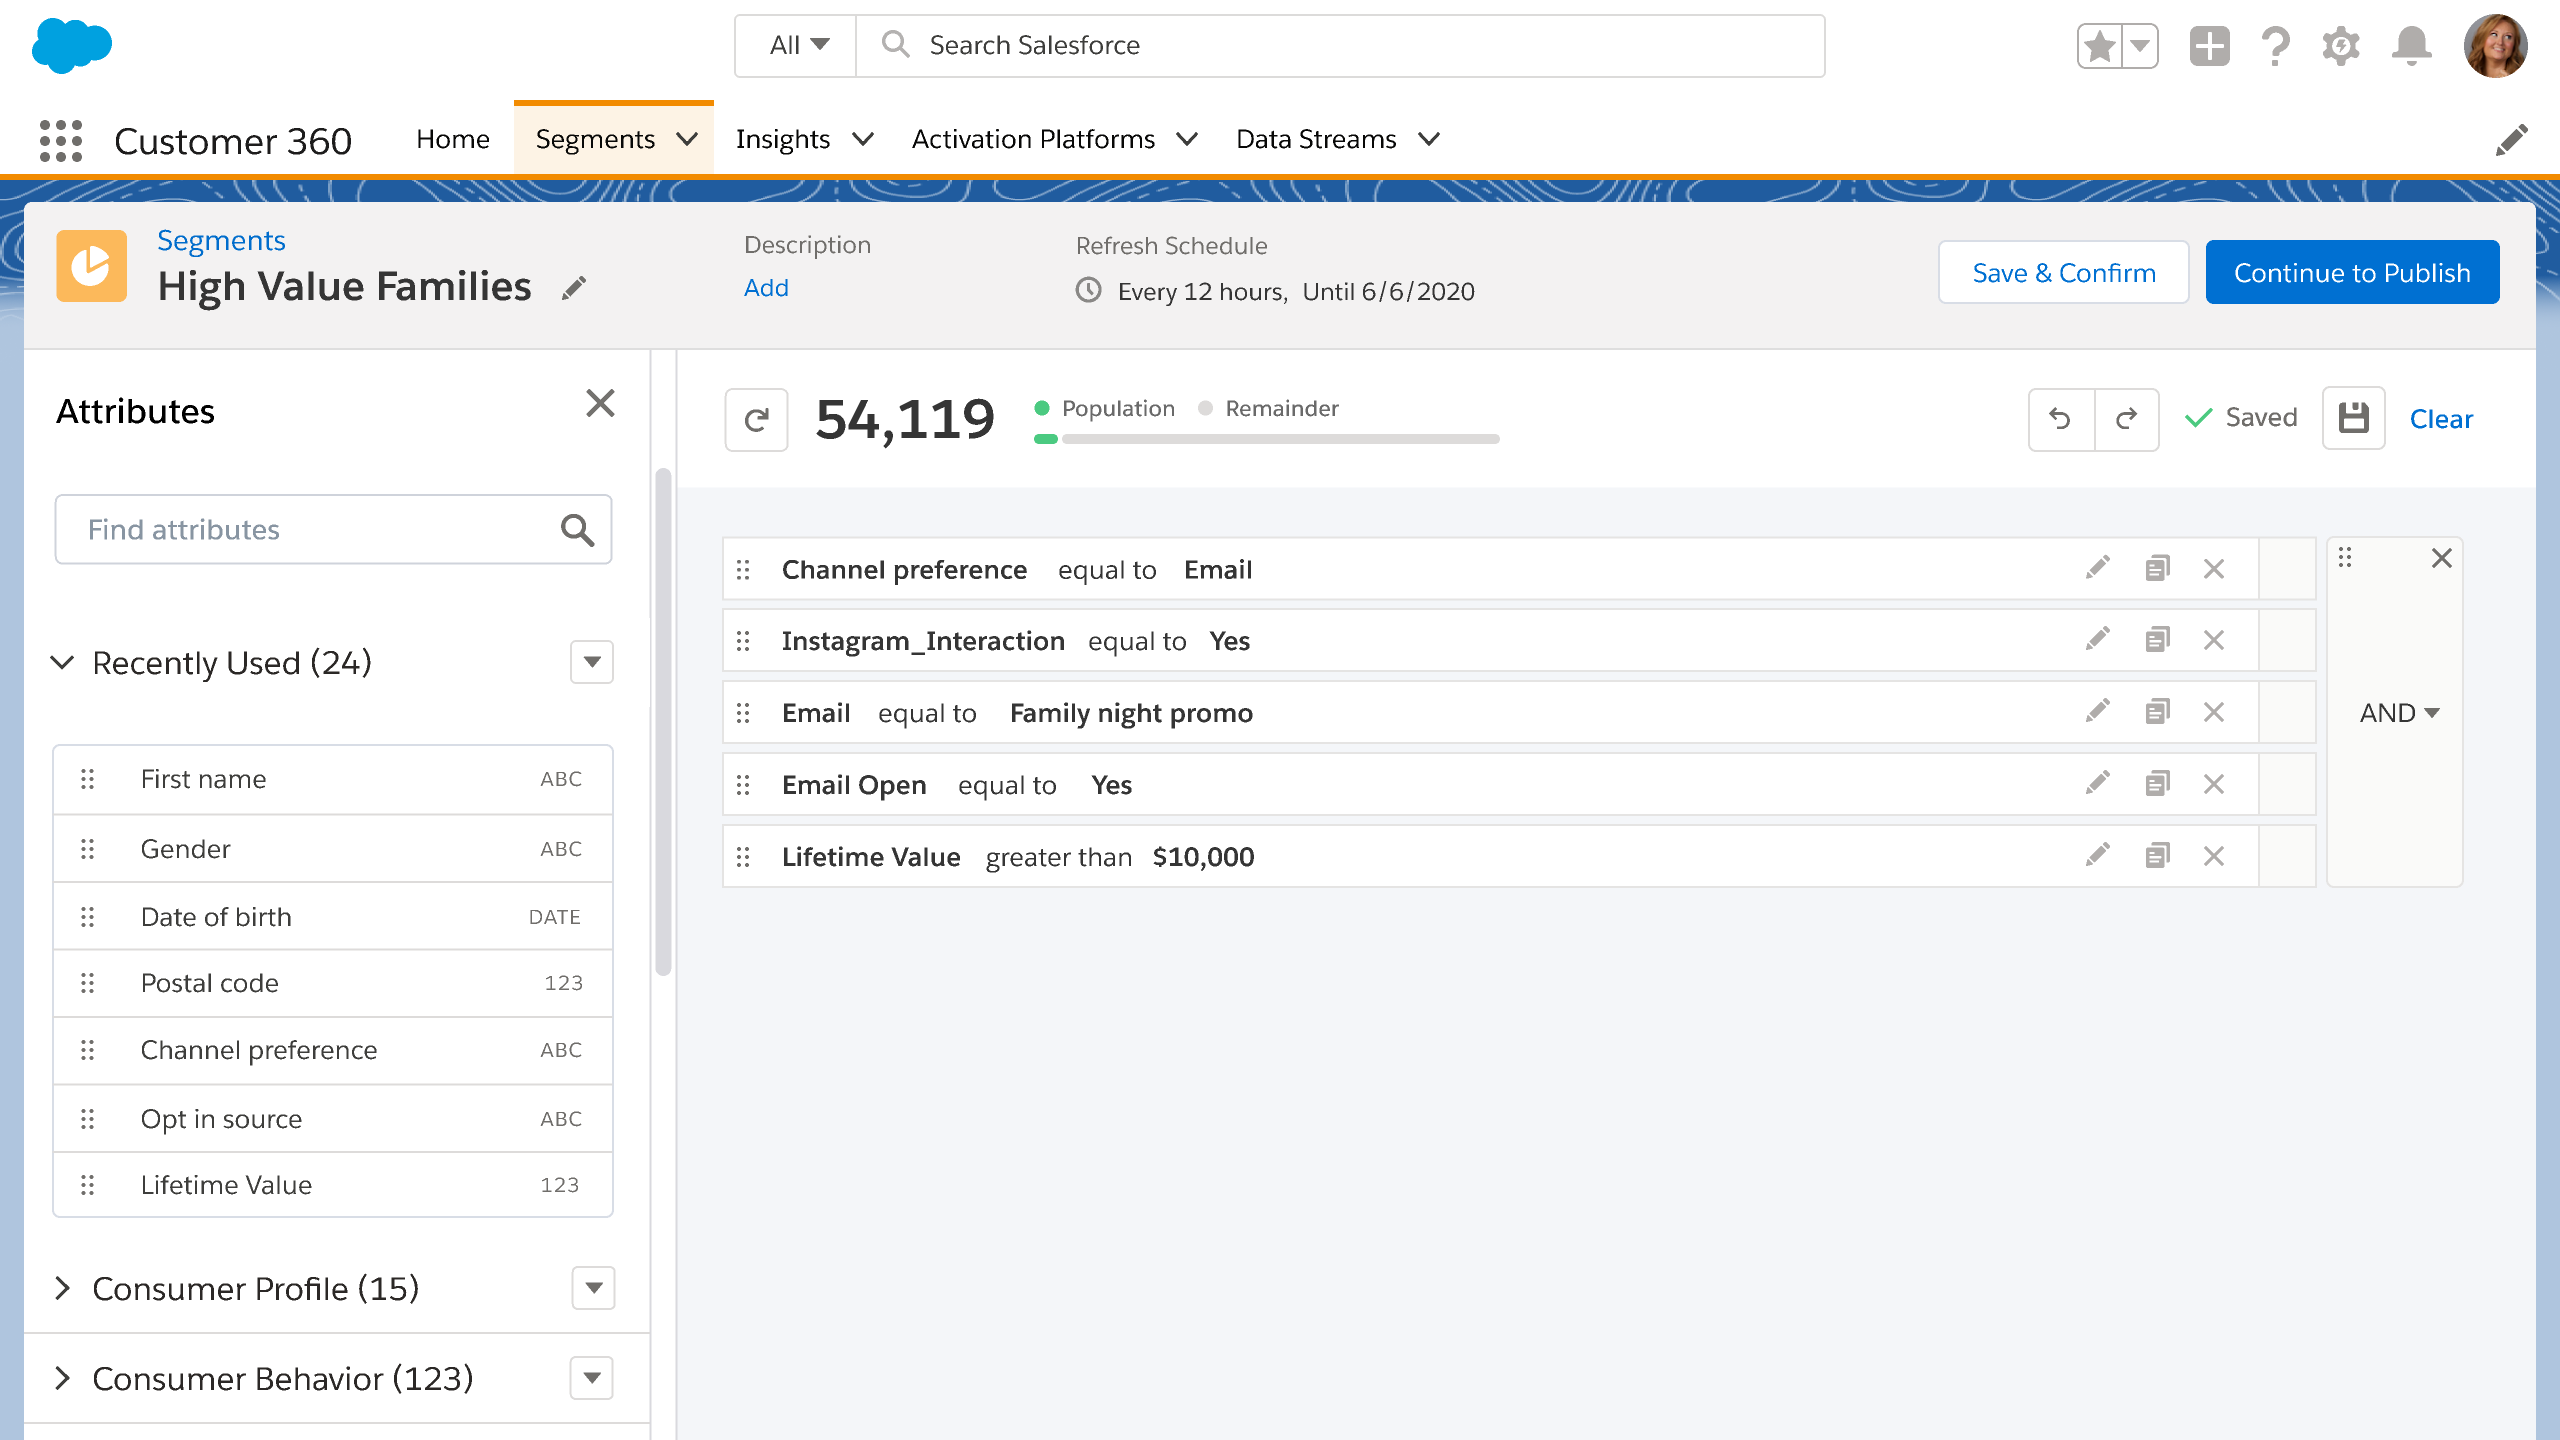 All Search Salesforce
Customer 360 Home Segments Insights Activation Platforms Data Streams
Segments
High Value Families
Description
Add
Refresh Schedule
Every 12 hours, Until 6/6/2020
Save & Confirm Continue to Publish
Attributes
Find attributes
Recently Used (24)
First name ABC
Gender ABC
Date of birth DATE
Postal code 123
Channel preference ABC
Opt in source ABC
Lifetime Value 123
Consumer Profile (15)
Consumer Behavior (123)
54,119 Population Remainder
Saved Clear
Channel preference equal to Email
Instagram_Interaction equal to Yes
Email equal to Family night promo
Email Open equal to Yes
Lifetime Value greater than $10,000
AND